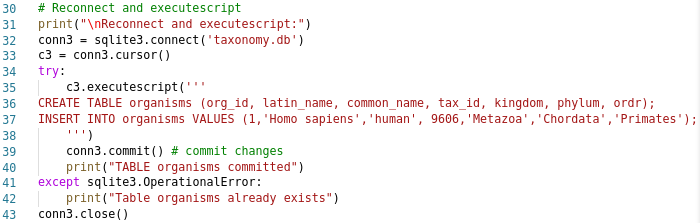 30 # Reconnect and executescript
31 print("\nReconnect and executescript:")
32 conn3 = sqlite3.connect('taxonomy.db')
33 c3 = conn3.cursor()
34 try:
35     c3.executescript('''
36 CREATE TABLE organisms (org_id, latin_name, common_name, tax_id, kingdom, phylum, ordr);
37 INSERT INTO organisms VALUES (1,'Homo sapiens','human', 9606,'Metazoa','Chordata','Primates');
38     ''')
39     conn3.commit() # commit changes
40     print("TABLE organisms committed")
41 except sqlite3.OperationalError:
42     print("Table organisms already exists")
43 conn3.close()